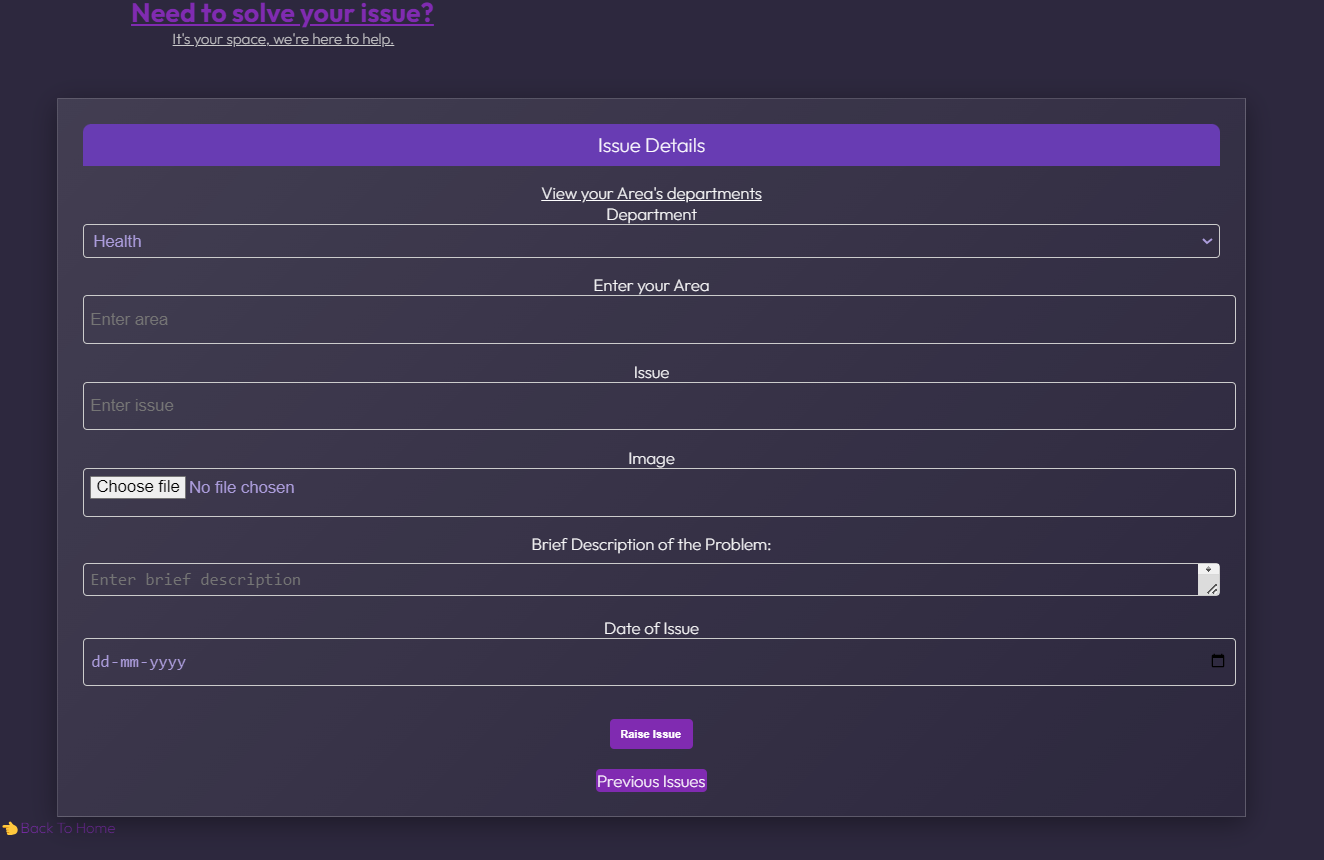 Need to solve your issue?
It's your space, we're here to help.
Issue Details
View your Area's departments
Department
Health
Enter your Area
Enter area
Issue
Enter issue
Image
Choose file No file chosen
Brief Description of the Problem:
Enter brief description
Date of Issue
dd-mm-yyyy
Raise Issue
Previous Issues
👈Back To Home